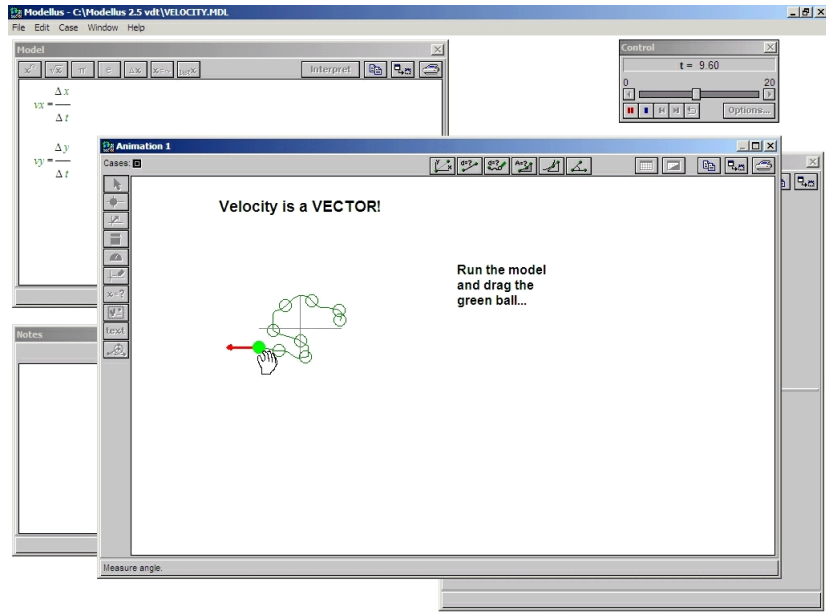 Modellus - C:\Modellus 2.5 vdt\VELOCITY.MDL
File Edit Case Window Help
Model
Interpret
vx = Δx
Δt
vy = Δy
Δt
Control
t = 9.60
0 20
Options...
Animation 1
Cases:
Velocity is a VECTOR!
Run the model
and drag the
green ball...
text
Notes
Measure angle.